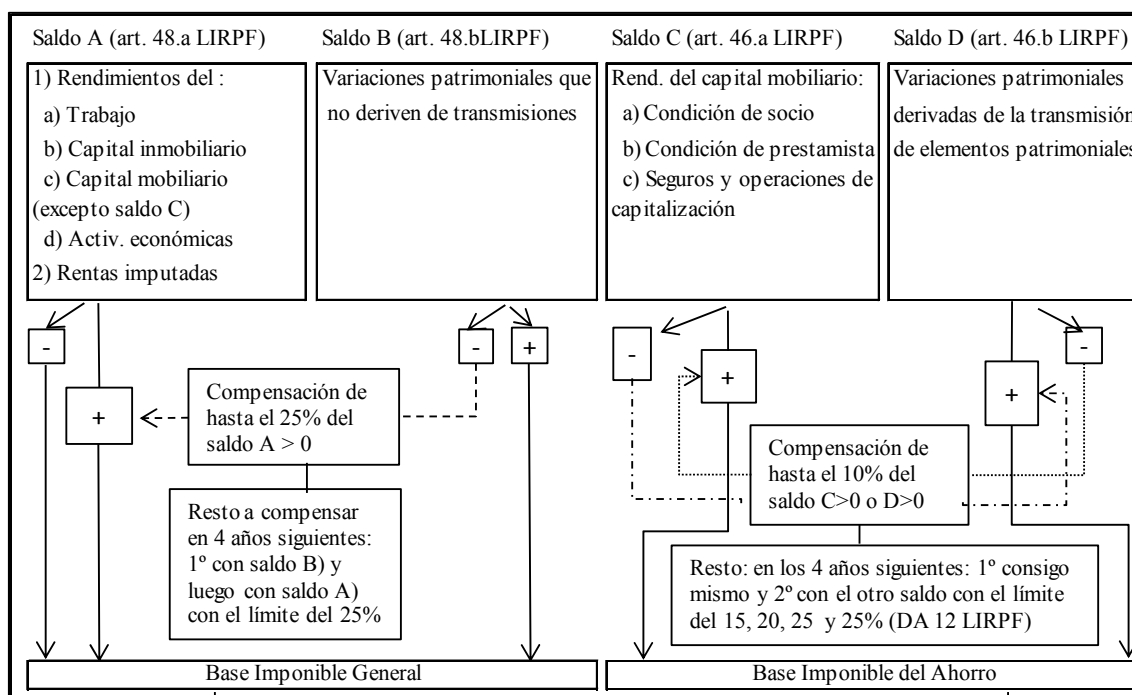 Saldo A (art. 48.a LIRPF)
1) Rendimientos del :
a) Trabajo
b) Capital inmobiliario
c) Capital mobiliario
(excepto saldo C)
d) Activ. económicas
2) Rentas imputadas
Saldo B (art. 48.bLIRPF)
Variaciones patrimoniales que
no deriven de transmisiones
Saldo C (art. 46.a LIRPF)
Rend. del capital mobiliario:
a) Condición de socio
b) Condición de prestamista
c) Seguros y operaciones de
capitalización
Saldo D (art. 46.b LIRPF)
Variaciones patrimoniales
derivadas de la transmisión
de elementos patrimoniales
-
+
-
+
Compensación de
hasta el 25% del
saldo A > 0
Resto a compensar
en 4 años siguientes:
1º con saldo B) y
luego con saldo A)
con el límite del 25%
-
+
+
-
Compensación de
hasta el 10% del
saldo C>0 o D>0
Resto: en los 4 años siguientes: 1º consigo
mismo y 2º con el otro saldo con el límite
del 15, 20, 25 y 25% (DA 12 LIRPF)
Base Imponible General
Base Imponible del Ahorro